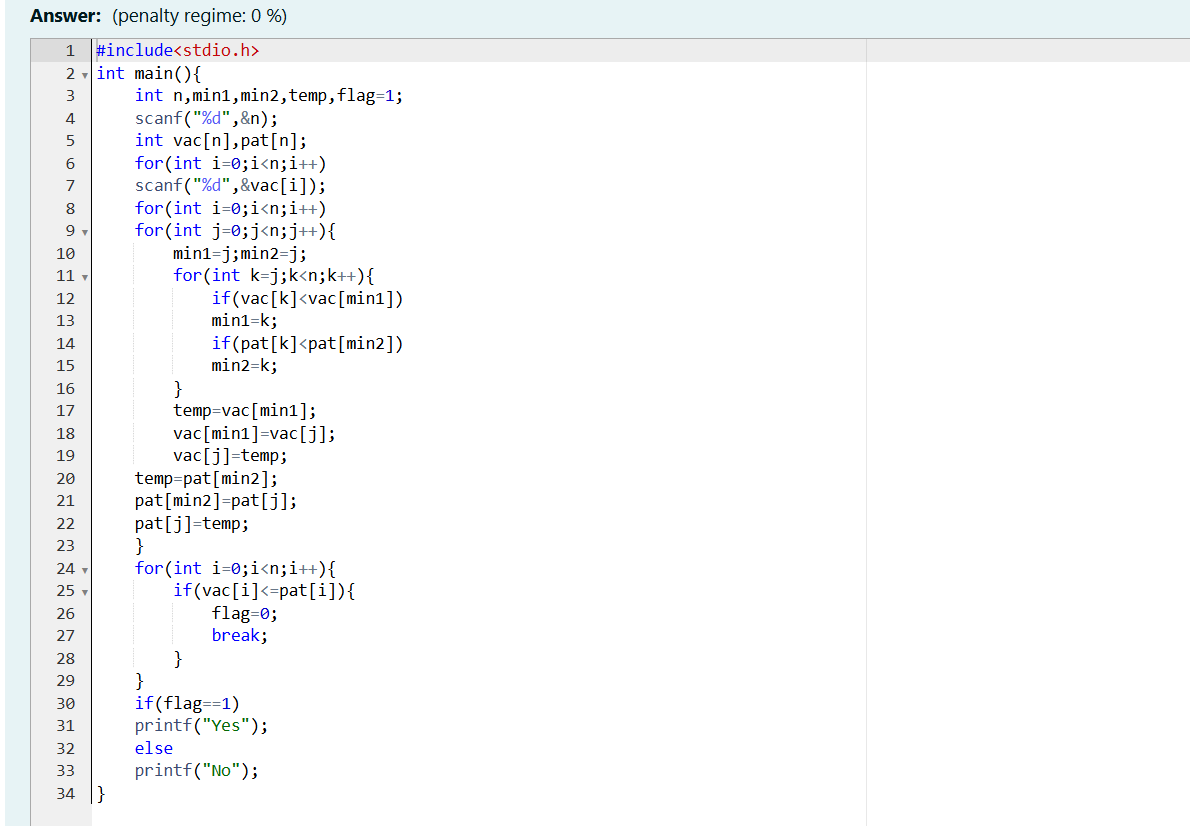 Answer: (penalty regime: 0 %)
1 #include<stdio.h>
2 int main(){
3     int n,min1,min2,temp,flag=1;
4     scanf("%d",&n);
5     int vac[n],pat[n];
6     for(int i=0;i<n;i++)
7     scanf("%d",&vac[i]);
8     for(int i=0;i<n;i++)
9     for(int j=0;j<n;j++){
10         min1=j;min2=j;
11         for(int k=j;k<n;k++){
12             if(vac[k]<vac[min1])
13             min1=k;
14             if(pat[k]<pat[min2])
15             min2=k;
16         }
17         temp=vac[min1];
18         vac[min1]=vac[j];
19         vac[j]=temp;
20     temp=pat[min2];
21     pat[min2]=pat[j];
22     pat[j]=temp;
23     }
24     for(int i=0;i<n;i++){
25         if(vac[i]<=pat[i]){
26             flag=0;
27             break;
28         }
29     }
30     if(flag==1)
31     printf("Yes");
32     else
33     printf("No");
34 }